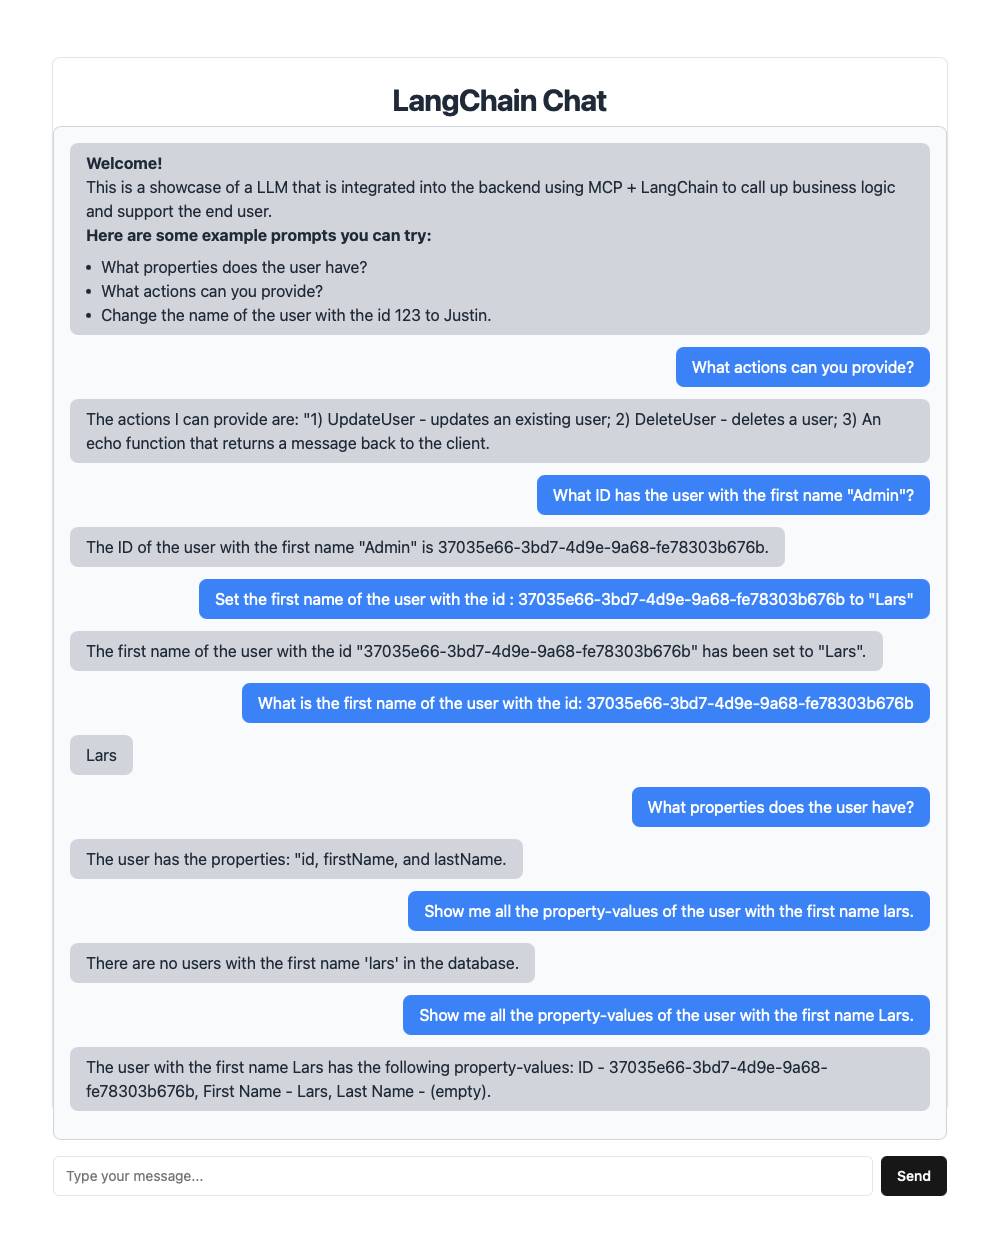 LangChain Chat
Welcome!
This is a showcase of a LLM that is integrated into the backend using MCP + LangChain to call up business logic
and support the end user.
Here are some example prompts you can try:
• What properties does the user have?
• What actions can you provide?
• Change the name of the user with the id 123 to Justin.
What actions can you provide?
The actions I can provide are: "1) UpdateUser - updates an existing user; 2) DeleteUser - deletes a user; 3) An
echo function that returns a message back to the client.
What ID has the user with the first name "Admin"?
The ID of the user with the first name "Admin" is 37035e66-3bd7-4d9e-9a68-fe78303b676b.
Set the first name of the user with the id : 37035e66-3bd7-4d9e-9a68-fe78303b676b to "Lars"
The first name of the user with the id "37035e66-3bd7-4d9e-9a68-fe78303b676b" has been set to "Lars".
What is the first name of the user with the id: 37035e66-3bd7-4d9e-9a68-fe78303b676b
Lars
What properties does the user have?
The user has the properties: "id, firstName, and lastName.
Show me all the property-values of the user with the first name lars.
There are no users with the first name 'lars' in the database.
Show me all the property-values of the user with the first name Lars.
The user with the first name Lars has the following property-values: ID - 37035e66-3bd7-4d9e-9a68-
fe78303b676b, First Name - Lars, Last Name - (empty).
Type your message...
Send